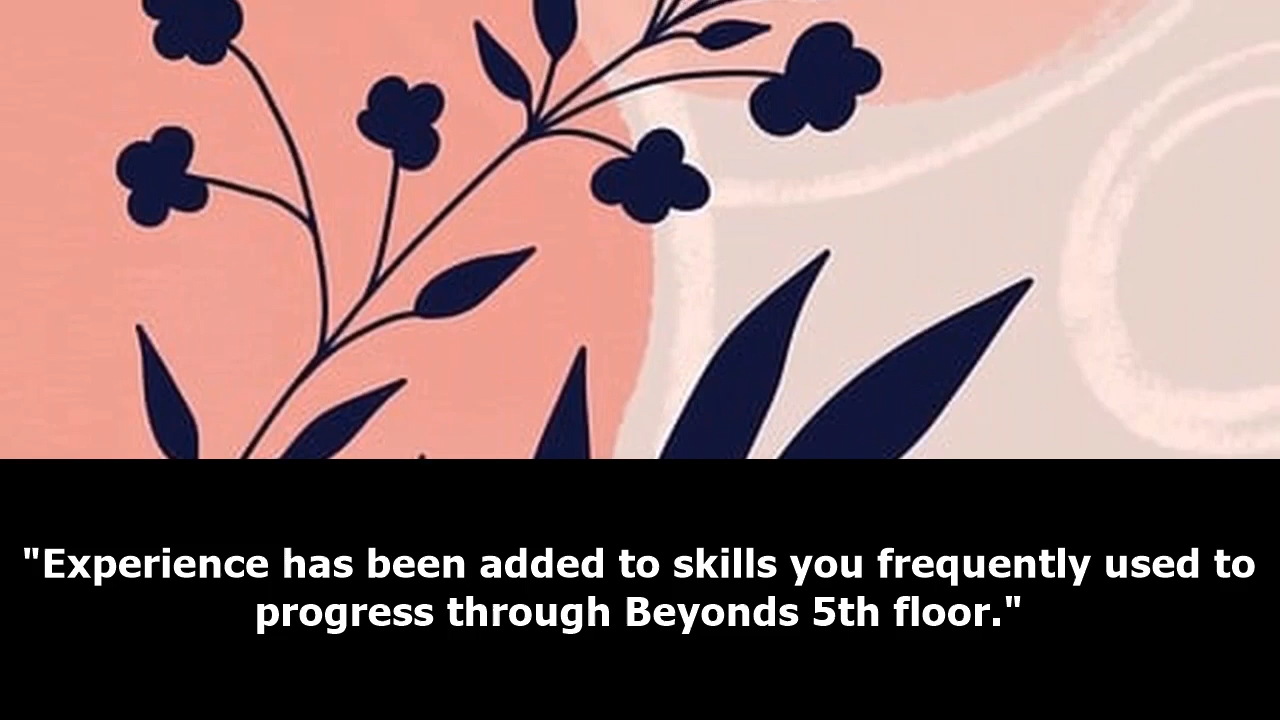 "Experience has been added to skills you frequently used to
progress through Beyonds 5th floor."